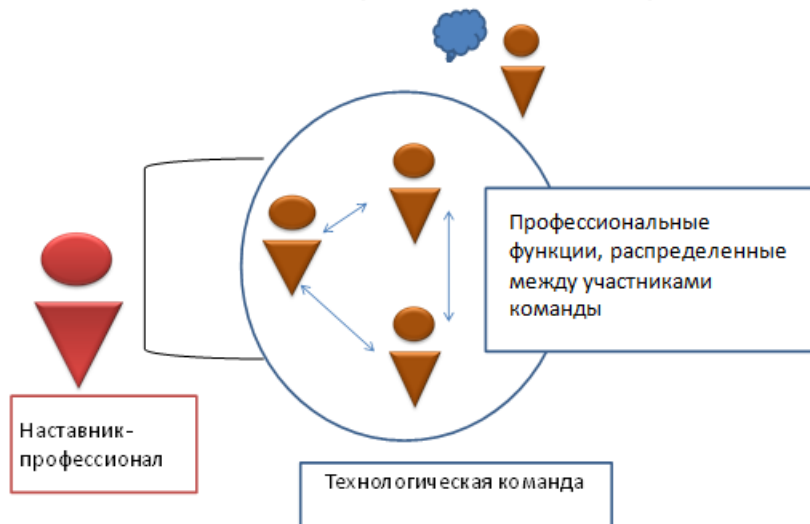 Профессиональные
функции, распределенные
между участниками
команды
Наставник-
профессионал
Технологическая команда